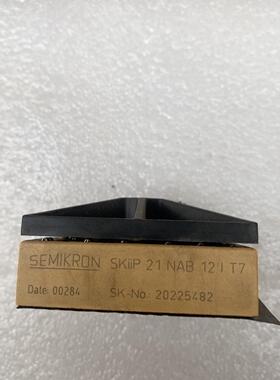 SEMIKRON SKiiP 21 NAB 12 I T7
Date: 00284 SK-No.: 20225482